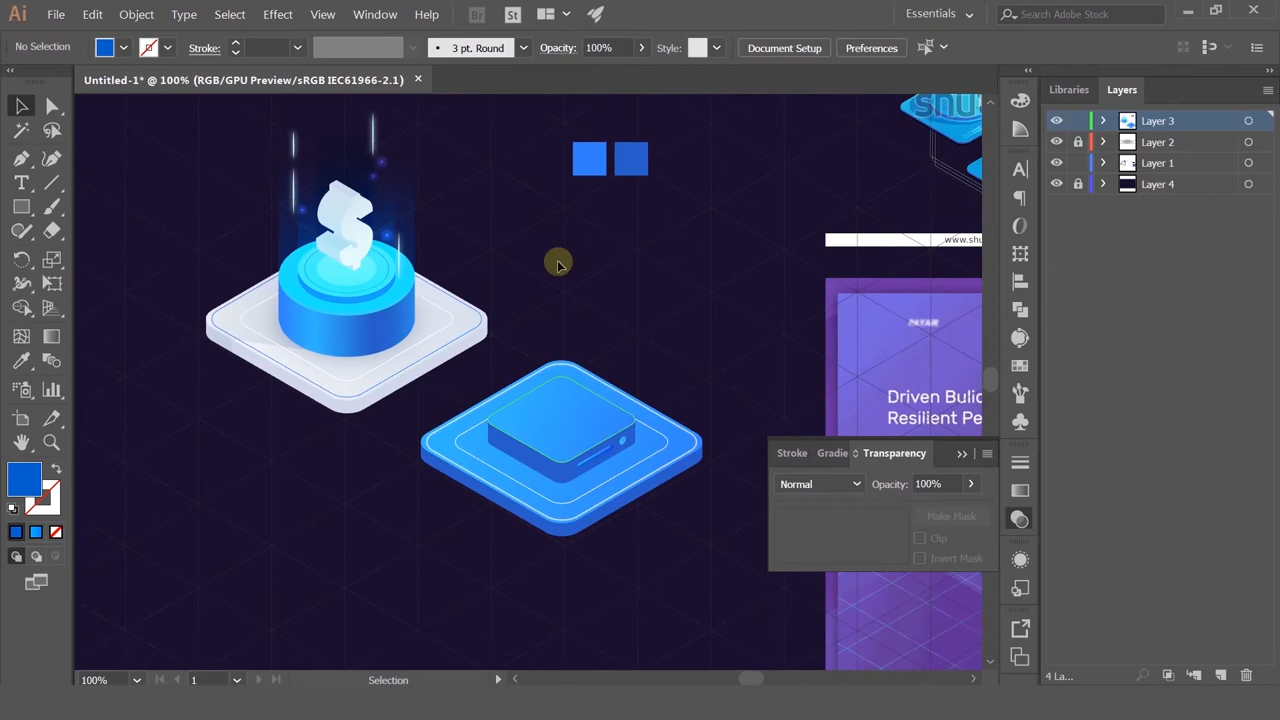 Ai File Edit Object Type Select Effect View Window Help Br St Essentials Search Adobe Stock
No Selection Stroke: 3 pt. Round Opacity: 100% Style: Document Setup Preferences
Untitled-1* @ 100% (RGB/GPU Preview/sRGB IEC61966-2.1)
Libraries Layers
Layer 3
Layer 2
Layer 1
Layer 4
shu
www.shu
$
Driven Bulid
Resilient Pe
Stroke Gradie Transparency
Normal Opacity: 100%
Make Mask
Clip
Invert Mask
100% 1 Selection
4 La...